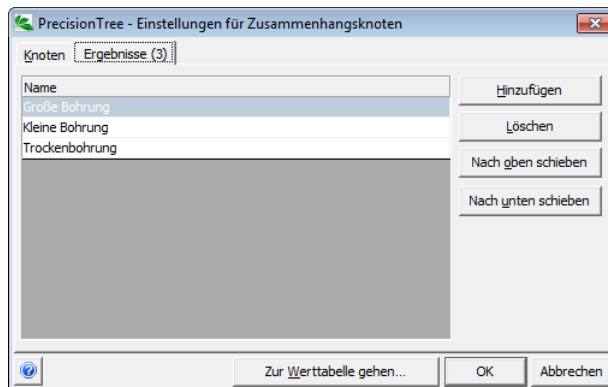 PrecisionTree - Einstellungen für Zusammenhangsknoten
Knoten Ergebnisse (3)
Name
Große Bohrung
Kleine Bohrung
Trockenbohrung
Hinzufügen
Löschen
Nach oben schieben
Nach unten schieben
Zur Werttabelle gehen... OK Abbrechen